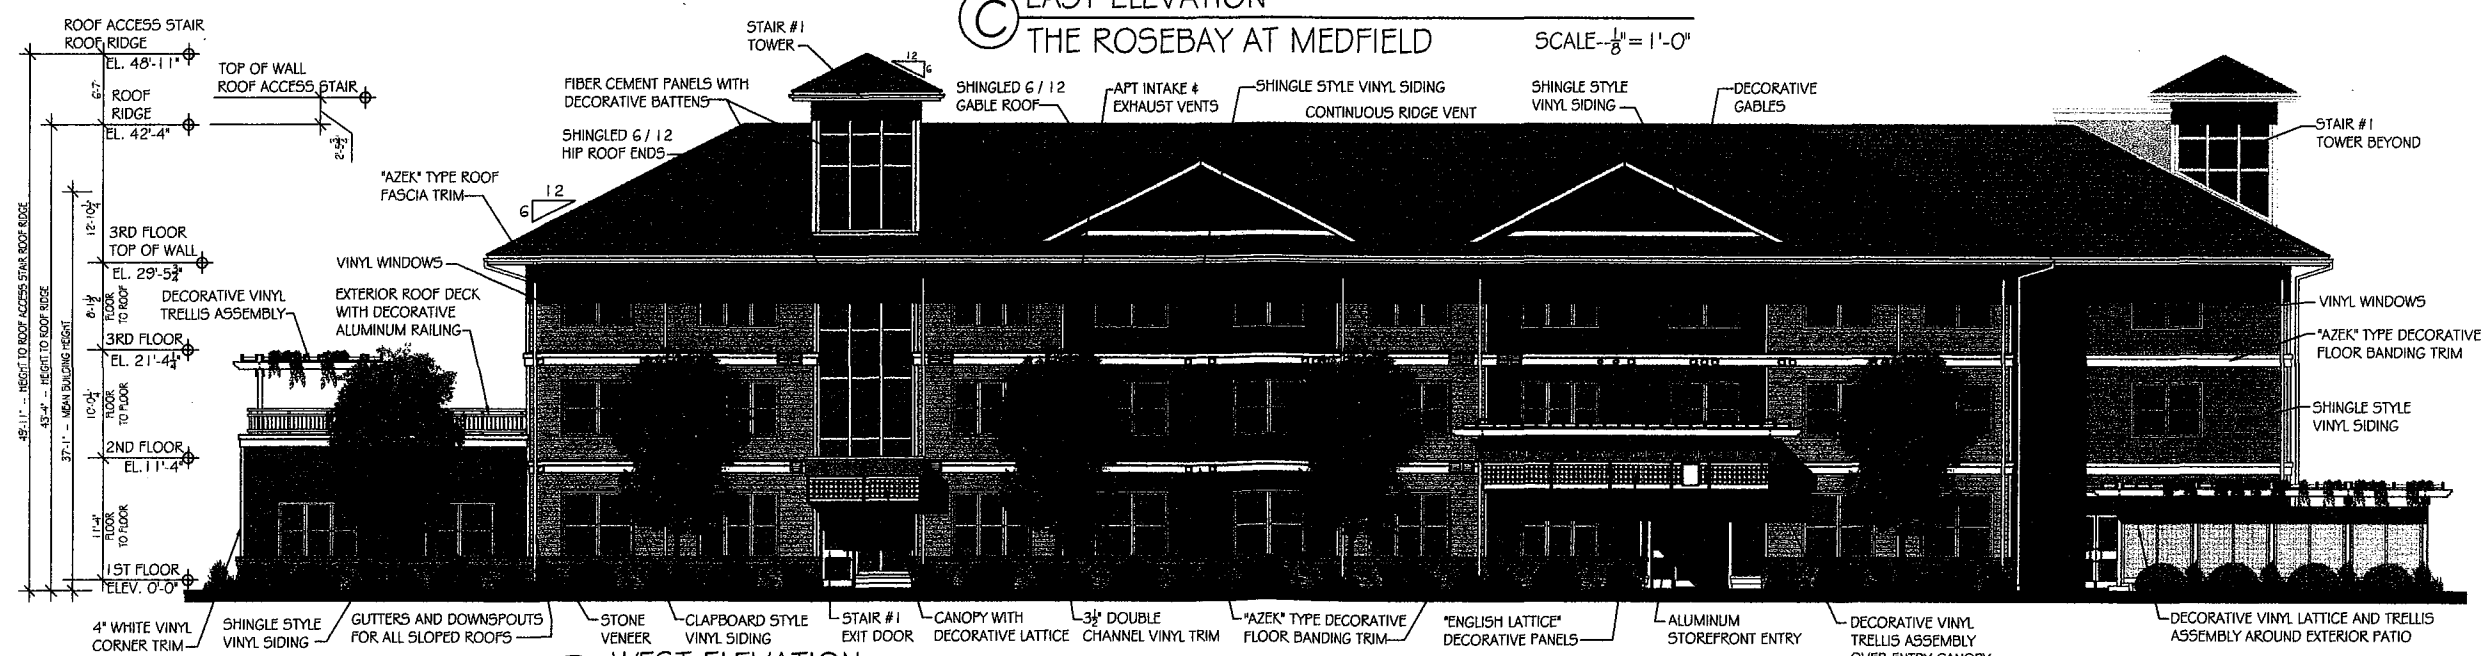 EAST ELEVATION
C
THE ROSEBAY AT MEDFIELD
SCALE--1/8"= 1'-0"
ROOF ACCESS STAIR
ROOF RIDGE
EL. 48'-11"
6'-7"
ROOF
RIDGE
EL. 42'-4"
TOP OF WALL
ROOF ACCESS STAIR
2'-5 3/4"
12'-10 1/4"
3RD FLOOR
TOP OF WALL
EL. 29'-5 3/4"
8'-1 1/2"
FLOOR
TO ROOF
3RD FLOOR
EL. 21'-4 1/4"
10'-0 1/4"
FLOOR
TO FLOOR
2ND FLOOR
EL. 11'-4"
11'-4"
FLOOR
TO FLOOR
1ST FLOOR
ELEV. 0'-0"
49'-11" -- HEIGHT TO ROOF ACCESS STAIR ROOF RIDGE
43'-4" -- HEIGHT TO ROOF RIDGE
37'-1" -- MEAN BUILDING HEIGHT
STAIR #1
TOWER
12
6
FIBER CEMENT PANELS WITH
DECORATIVE BATTENS
SHINGLED 6 / 12
HIP ROOF ENDS
"AZEK" TYPE ROOF
FASCIA TRIM
12
6
SHINGLED 6 / 12
GABLE ROOF
APT INTAKE &
EXHAUST VENTS
SHINGLE STYLE VINYL SIDING
CONTINUOUS RIDGE VENT
SHINGLE STYLE
VINYL SIDING
DECORATIVE
GABLES
STAIR #1
TOWER BEYOND
VINYL WINDOWS
DECORATIVE VINYL
TRELLIS ASSEMBLY
EXTERIOR ROOF DECK
WITH DECORATIVE
ALUMINUM RAILING
VINYL WINDOWS
"AZEK" TYPE DECORATIVE
FLOOR BANDING TRIM
SHINGLE STYLE
VINYL SIDING
4" WHITE VINYL
CORNER TRIM
SHINGLE STYLE
VINYL SIDING
GUTTERS AND DOWNSPOUTS
FOR ALL SLOPED ROOFS
STONE
VENEER
CLAPBOARD STYLE
VINYL SIDING
STAIR #1
EXIT DOOR
CANOPY WITH
DECORATIVE LATTICE
3 1/2" DOUBLE
CHANNEL VINYL TRIM
"AZEK" TYPE DECORATIVE
FLOOR BANDING TRIM
"ENGLISH LATTICE"
DECORATIVE PANELS
ALUMINUM
STOREFRONT ENTRY
DECORATIVE VINYL
TRELLIS ASSEMBLY
OVER ENTRY CANOPY
DECORATIVE VINYL LATTICE AND TRELLIS
ASSEMBLY AROUND EXTERIOR PATIO
WEST ELEVATION